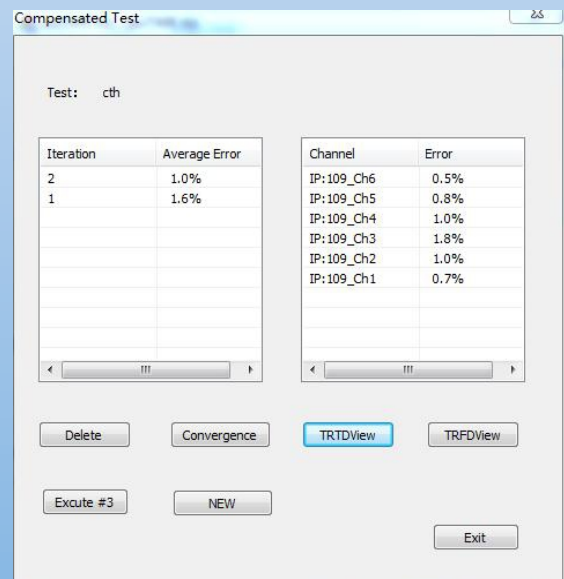 Compensated Test
Test: cth
Iteration Average Error
2 1.0%
1 1.6%
Channel Error
IP:109_Ch6 0.5%
IP:109_Ch5 0.8%
IP:109_Ch4 1.0%
IP:109_Ch3 1.8%
IP:109_Ch2 1.0%
IP:109_Ch1 0.7%
Delete Convergence TRTDView TRFDView
Excute #3 NEW
Exit